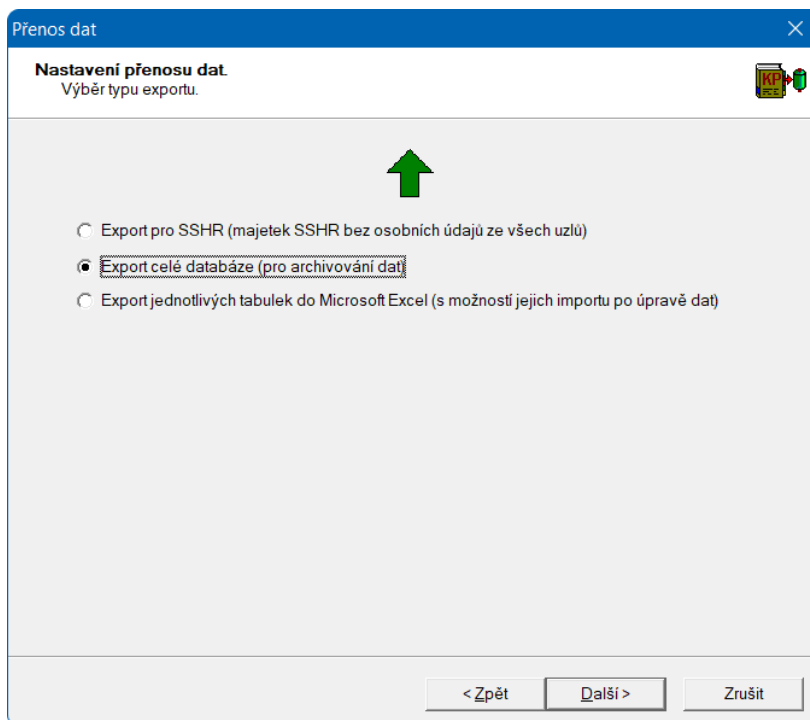 Přenos dat
Nastavení přenosu dat.
Výběr typu exportu.
KP
Export pro SSHR (majetek SSHR bez osobních údajů ze všech uzlů)
Export celé databáze (pro archivování dat)
Export jednotlivých tabulek do Microsoft Excel (s možností jejich importu po úpravě dat)
< Zpět
Další >
Zrušit